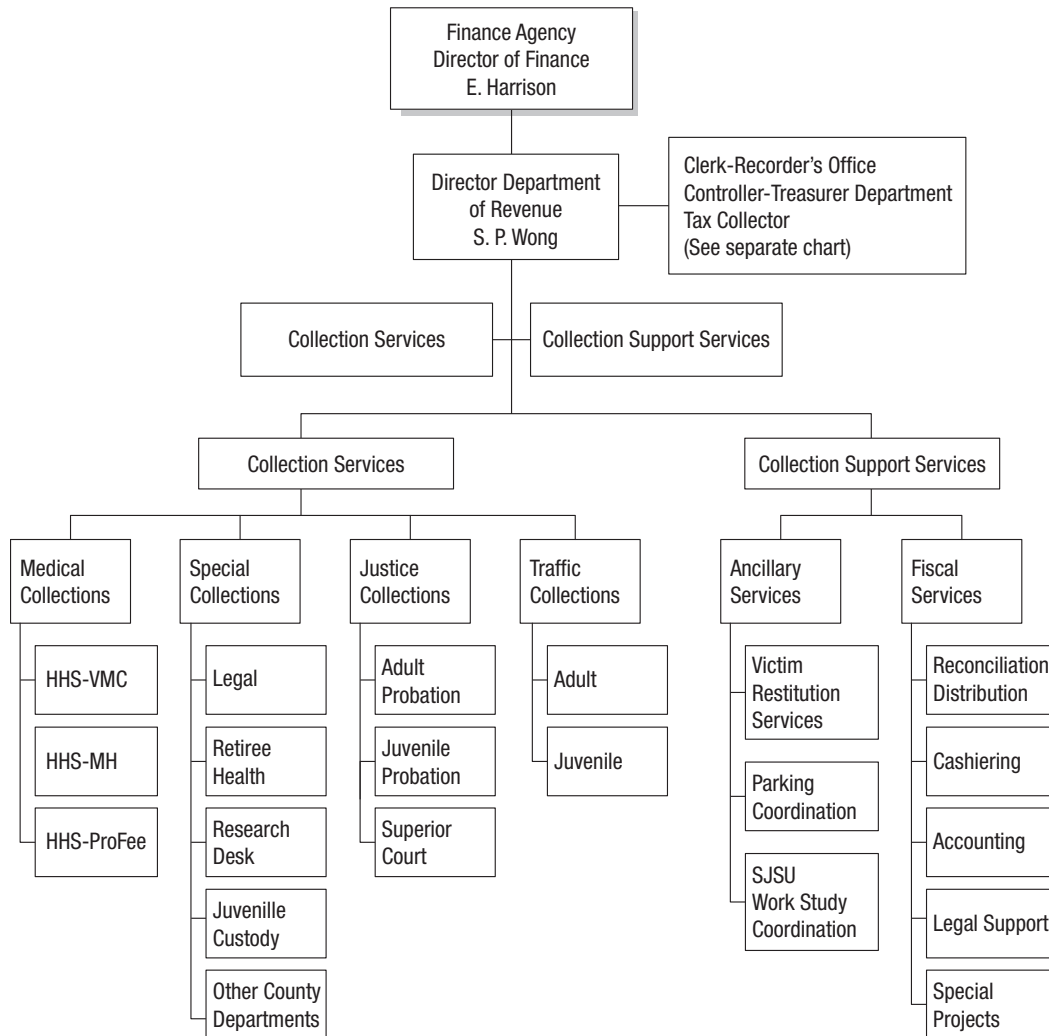 Finance Agency
Director of Finance
E. Harrison
Director Department
of Revenue
S. P. Wong
Clerk-Recorder’s Office
Controller-Treasurer Department
Tax Collector
(See separate chart)
Collection Services
Collection Support Services
Collection Services
Collection Support Services
Medical
Collections
Special
Collections
Justice
Collections
Traffic
Collections
Ancillary
Services
Fiscal
Services
HHS-VMC
HHS-MH
HHS-ProFee
Legal
Retiree
Health
Research
Desk
Juvenille
Custody
Other County
Departments
Adult
Probation
Juvenile
Probation
Superior
Court
Adult
Juvenile
Victim
Restitution
Services
Parking
Coordination
SJSU
Work Study
Coordination
Reconciliation
Distribution
Cashiering
Accounting
Legal Support
Special
Projects